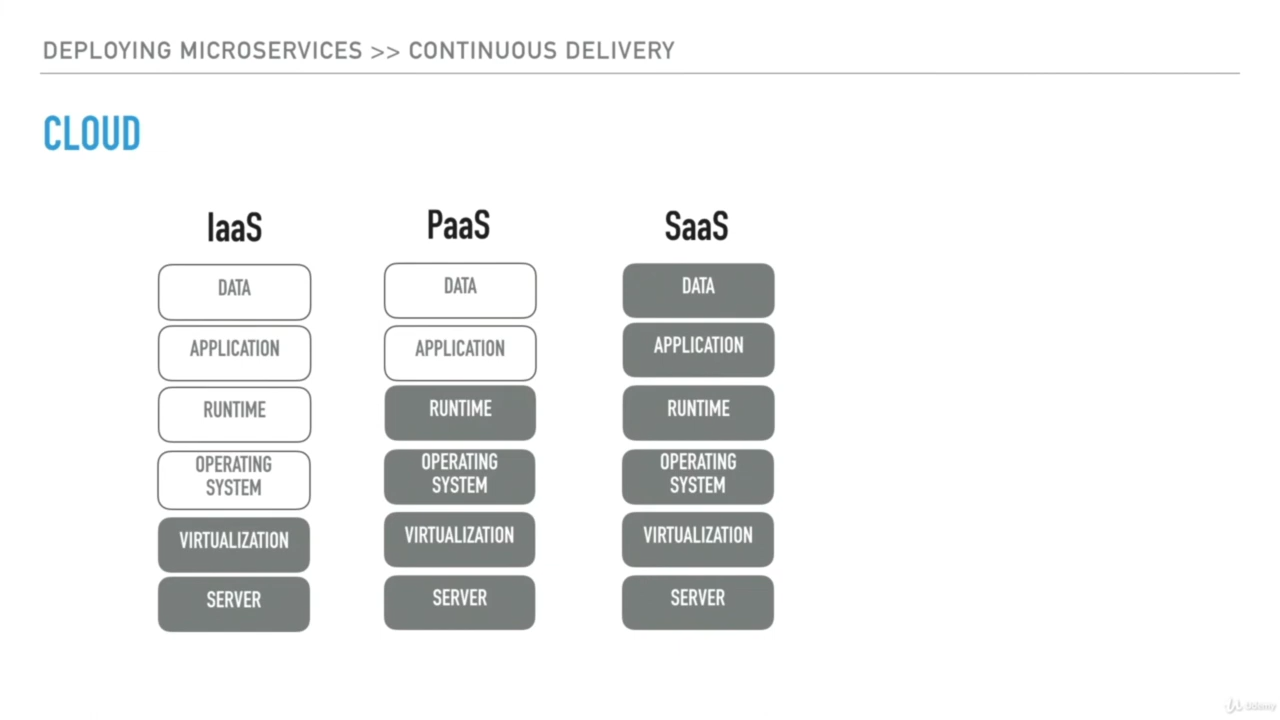 DEPLOYING MICROSERVICES >> CONTINUOUS DELIVERY
CLOUD
IaaS
DATA
APPLICATION
RUNTIME
OPERATING
SYSTEM
VIRTUALIZATION
SERVER
PaaS
DATA
APPLICATION
RUNTIME
OPERATING
SYSTEM
VIRTUALIZATION
SERVER
SaaS
DATA
APPLICATION
RUNTIME
OPERATING
SYSTEM
VIRTUALIZATION
SERVER
Udemy